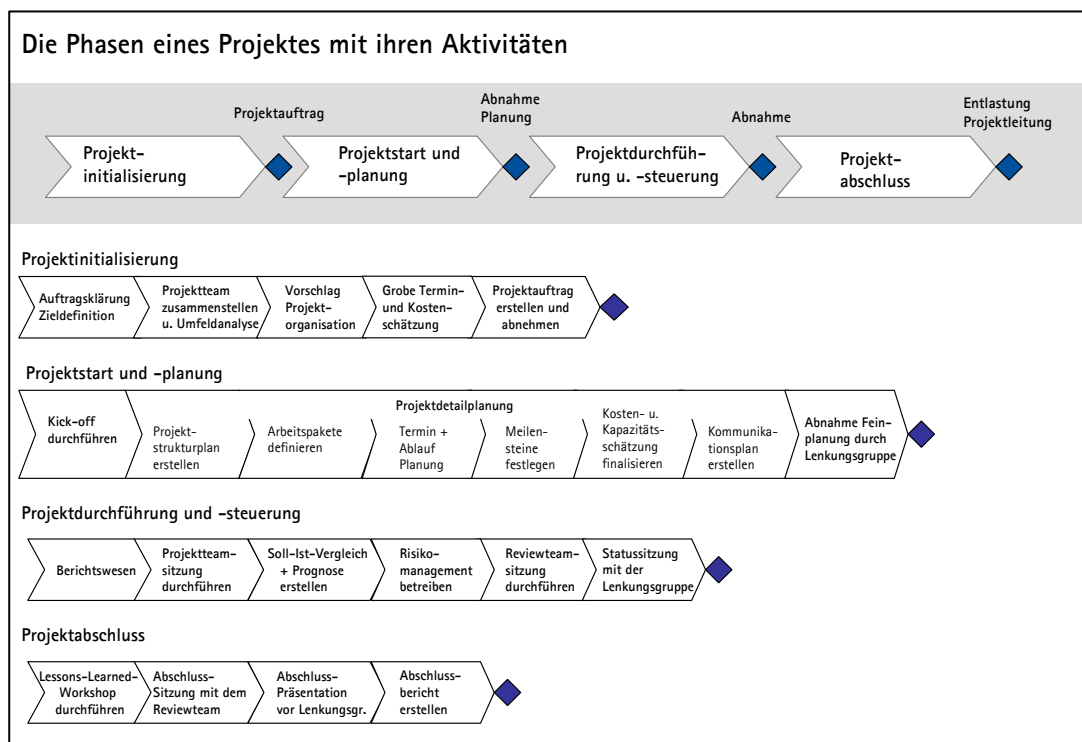 Die Phasen eines Projektes mit ihren Aktivitäten
Projektauftrag
Abnahme
Planung
Abnahme
Entlastung
Projektleitung
Projekt-
initialisierung
Projektstart und
-planung
Projektdurchfüh-
rung u. -steuerung
Projekt-
abschluss
Projektinitialisierung
Auftragsklärung
Zieldefinition
Projektteam
zusammenstellen
u. Umfeldanalyse
Vorschlag
Projekt-
organisation
Grobe Termin-
und Kosten-
schätzung
Projektauftrag
erstellen und
abnehmen
Projektstart und -planung
Kick-off
durchführen
Projektdetailplanung
Projekt-
strukturplan
erstellen
Arbeitspakete
definieren
Termin +
Ablauf
Planung
Meilen-
steine
festlegen
Kosten- u.
Kapazitäts-
schätzung
finalisieren
Kommunika-
tionsplan
erstellen
Abnahme Fein-
planung durch
Lenkungsgruppe
Projektdurchführung und -steuerung
Berichtswesen
Projektteam-
sitzung
durchführen
Soll-Ist-Vergleich
+ Prognose
erstellen
Risiko-
management
betreiben
Reviewteam-
sitzung
durchführen
Statussitzung
mit der
Lenkungsgruppe
Projektabschluss
Lessons-Learned-
Workshop
durchführen
Abschluss-
Sitzung mit dem
Reviewteam
Abschluss-
Präsentation
vor Lenkungsgr.
Abschluss-
bericht
erstellen